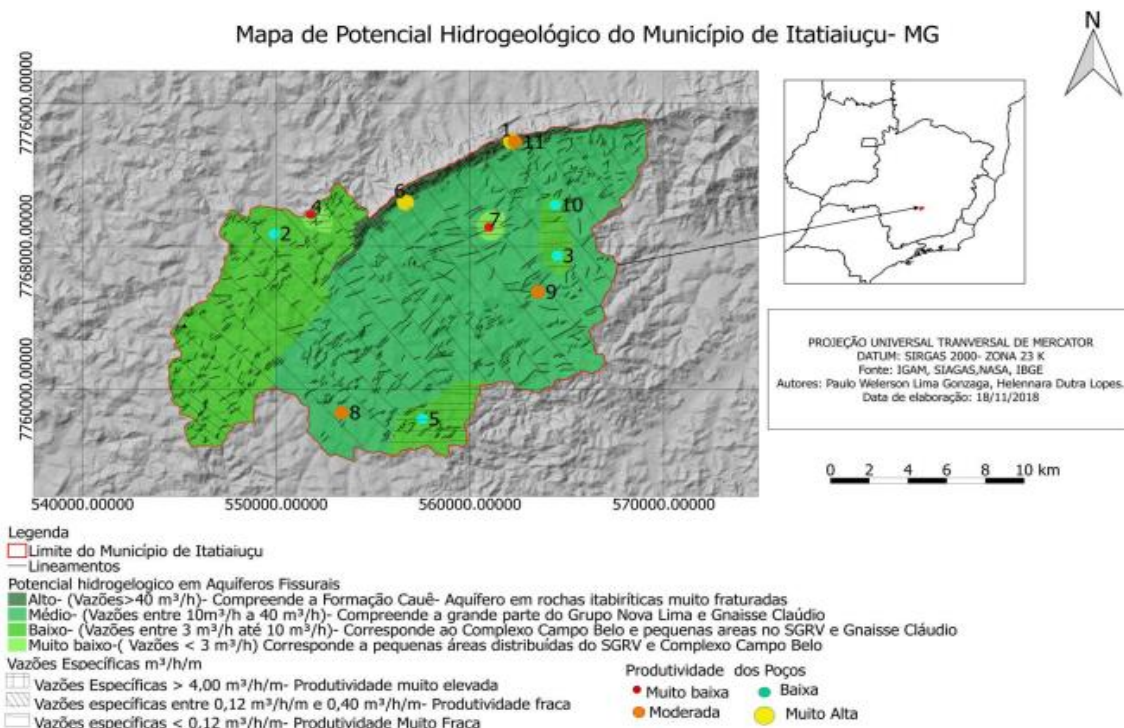 Mapa de Potencial Hidrogeológico do Município de Itatiaiuçu- MG
N
7776000.00000
7768000.00000
7760000.00000
1
11
6
4
2
7
10
3
9
8
5
540000.00000
550000.00000
560000.00000
570000.00000
PROJEÇÃO UNIVERSAL TRANVERSAL DE MERCATOR
DATUM: SIRGAS 2000- ZONA 23 K
Fonte: IGAM, SIAGAS,NASA, IBGE
Autores: Paulo Welerson Lima Gonzaga, Helennara Dutra Lopes.
Data de elaboração: 18/11/2018
0 2 4 6 8 10 km
Legenda
Limite do Município de Itatiaiuçu
Lineamentos
Potencial hidrogelogico em Aquíferos Fissurais
Alto- (Vazões>40 m³/h)- Compreende a Formação Cauê- Aquífero em rochas itabiríticas muito fraturadas
Médio- (Vazões entre 10m³/h a 40 m³/h)- Compreende a grande parte do Grupo Nova Lima e Gnaisse Claúdio
Baixo- (Vazões entre 3 m³/h até 10 m³/h)- Corresponde ao Complexo Campo Belo e pequenas areas no SGRV e Gnaisse Cláudio
Muito baixo-( Vazões < 3 m³/h) Corresponde a pequenas áreas distribuídas do SGRV e Complexo Campo Belo
Vazões Específicas m³/h/m
Vazões Específicas > 4,00 m³/h/m- Produtividade muito elevada
Vazões específicas entre 0,12 m³/h/m e 0,40 m³/h/m- Produtividade fraca
Vazões específicas < 0,12 m³/h/m- Produtividade Muito Fraca
Produtividade dos Poços
Muito baixa
Baixa
Moderada
Muito Alta